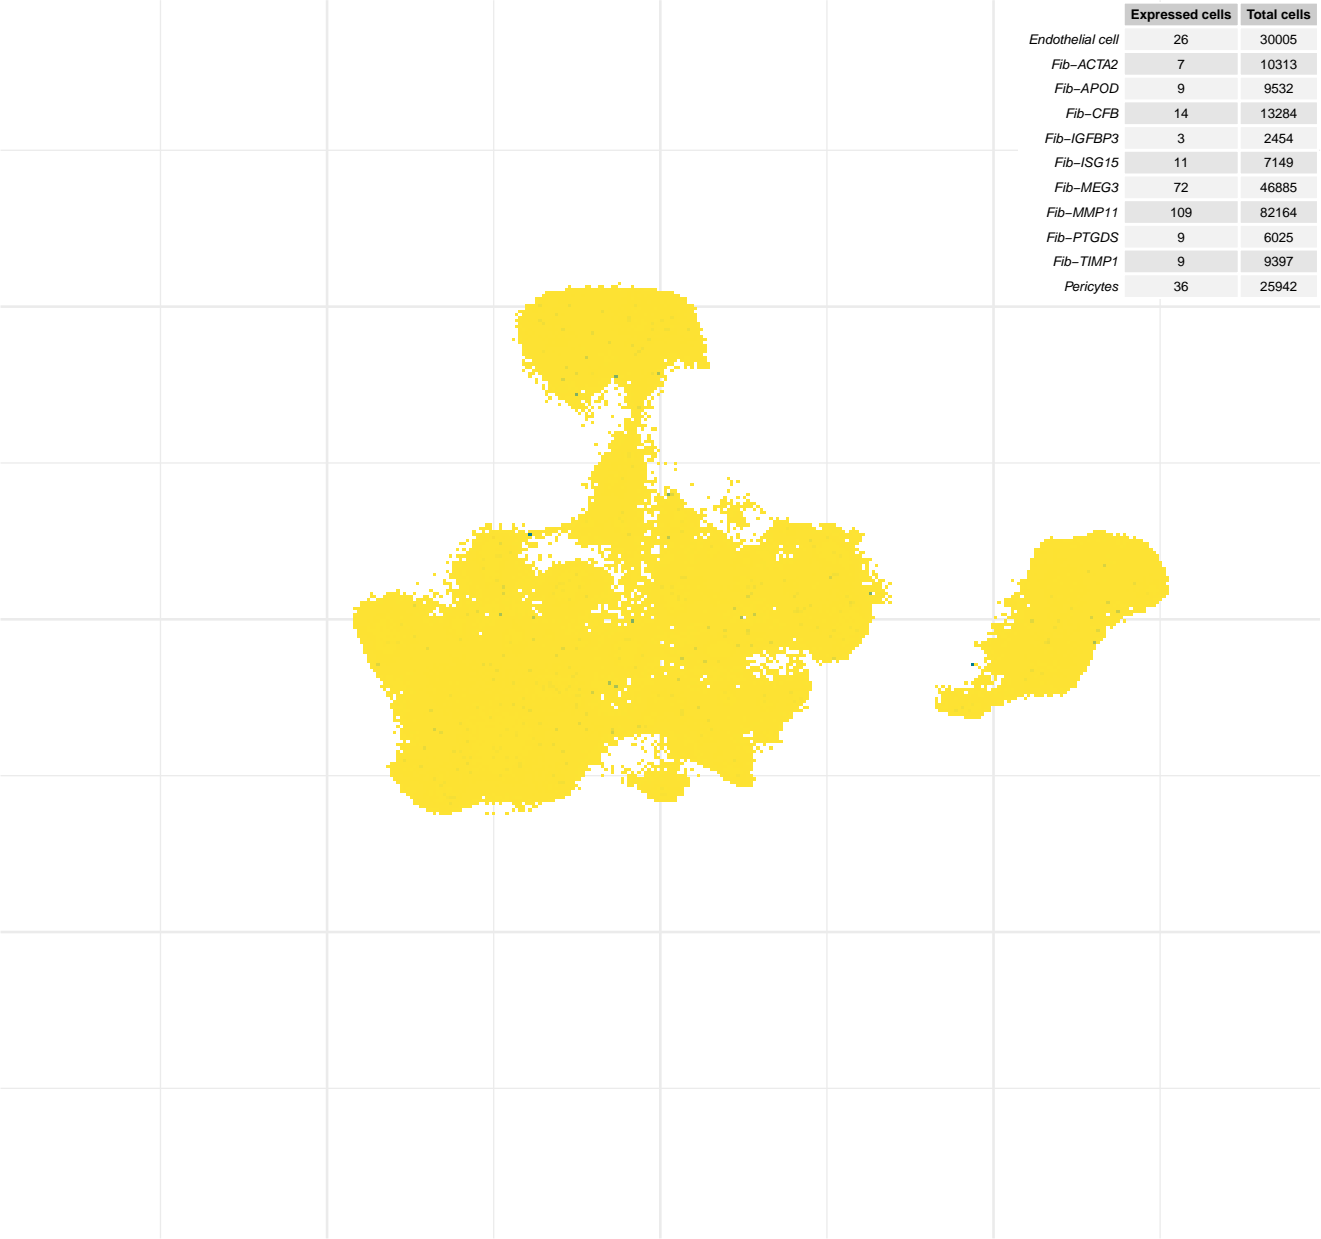 Expressed cells Total cells
Endothelial cell 26 30005
Fib−ACTA2 7 10313
Fib−APOD 9 9532
Fib−CFB 14 13284
Fib−IGFBP3 3 2454
Fib−ISG15 11 7149
Fib−MEG3 72 46885
Fib−MMP11 109 82164
Fib−PTGDS 9 6025
Fib−TIMP1 9 9397
Pericytes 36 25942